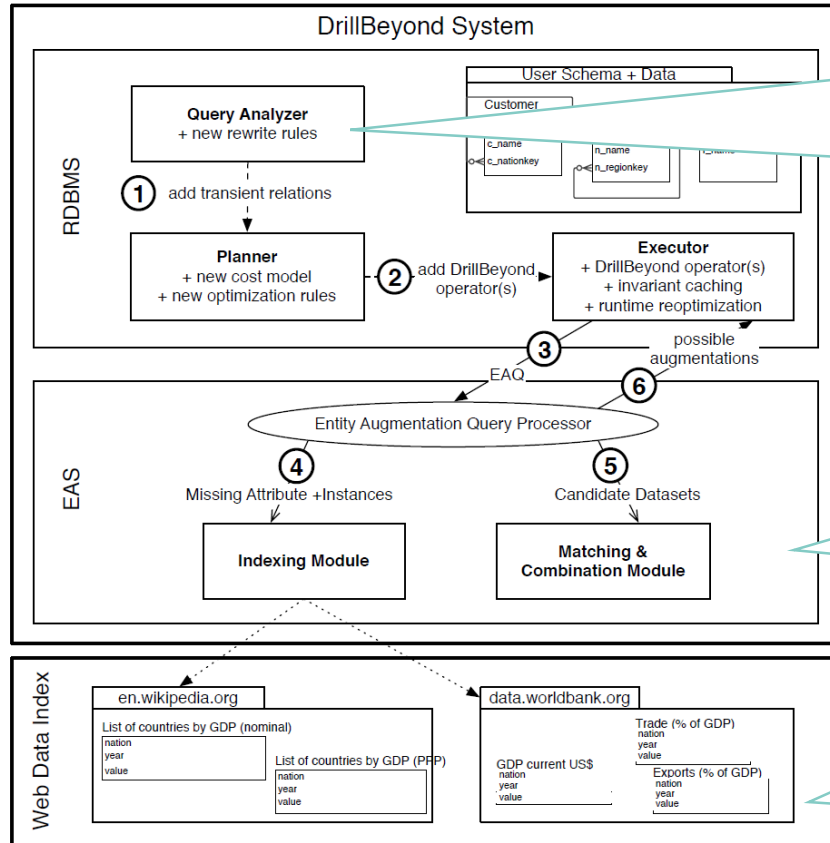 DrillBeyond System
RDBMS
Query Analyzer
+ new rewrite rules
User Schema + Data
Customer
c_name
c_nationkey
n_name
n_regionkey
1
add transient relations
Planner
+ new cost model
+ new optimization rules
2
add DrillBeyond
operator(s)
Executor
+ DrillBeyond operator(s)
+ invariant caching
+ runtime reoptimization
3
EAQ
possible
augmentations
6
EAS
Entity Augmentation Query Processor
4
Missing Attribute +Instances
5
Candidate Datasets
Indexing Module
Matching &
Combination Module
Web Data Index
en.wikipedia.org
List of countries by GDP (nominal)
nation
year
value
List of countries by GDP (PPP)
nation
year
value
data.worldbank.org
Trade (% of GDP)
nation
year
value
GDP current US$
nation
year
value
Exports (% of GDP)
nation
year
value